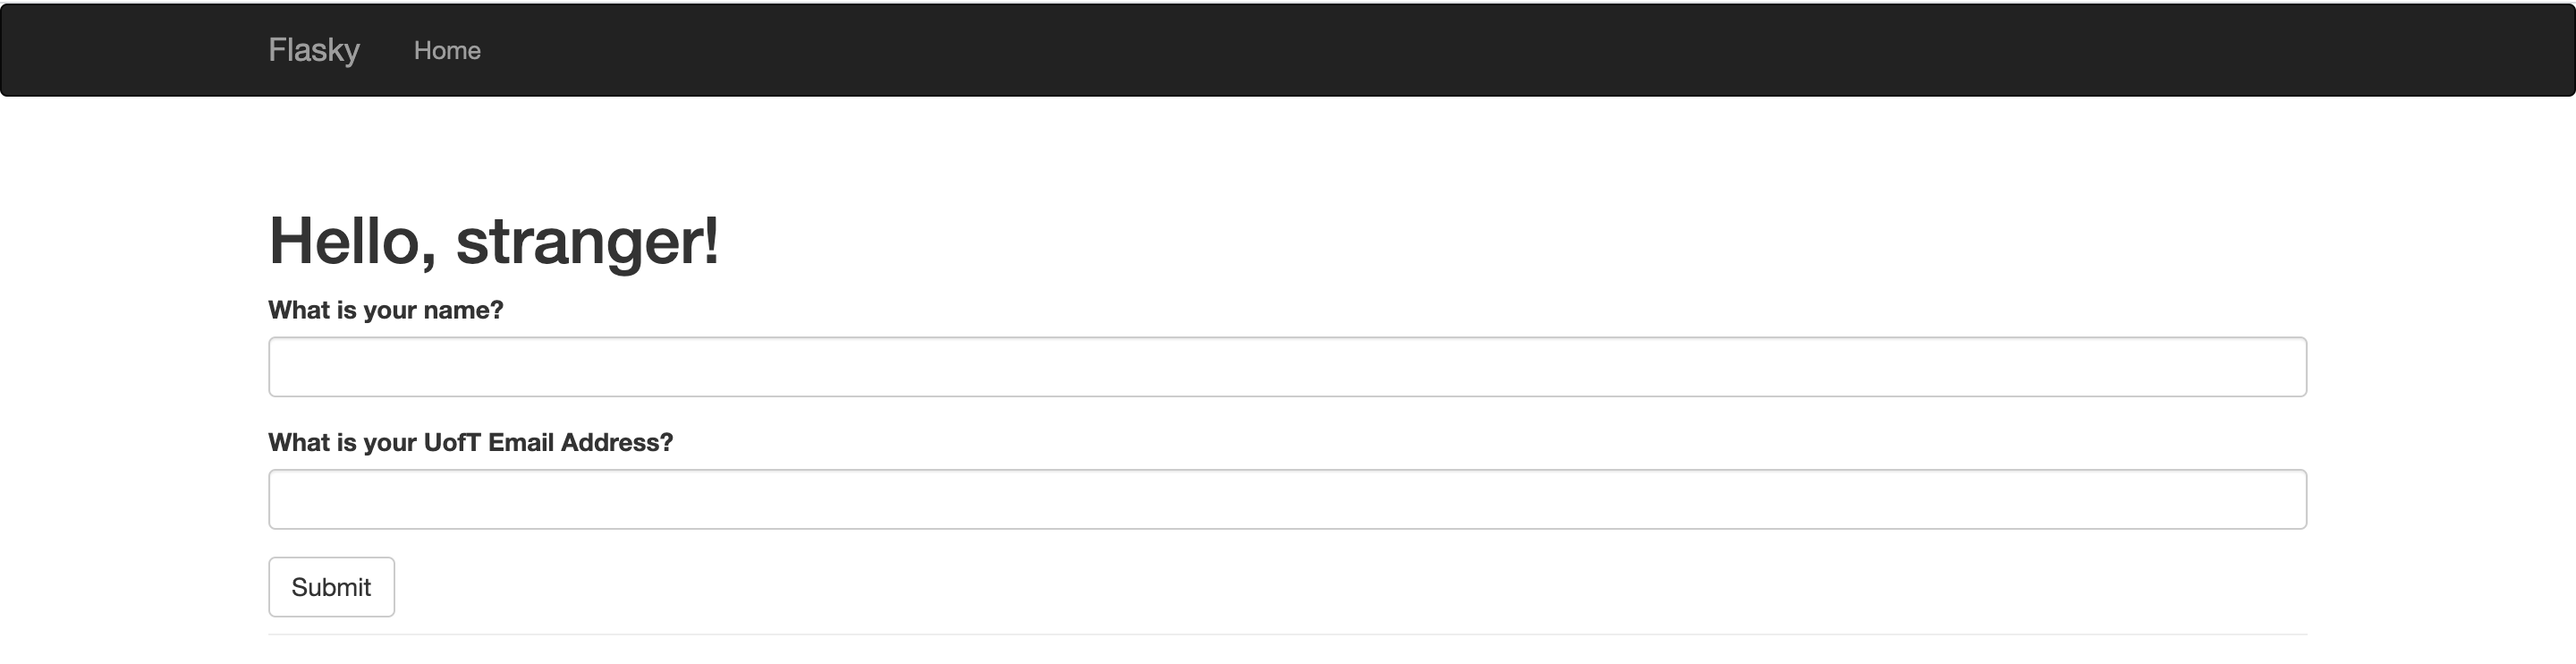 Flasky Home
Hello, stranger!
What is your name?
What is your UofT Email Address?
Submit